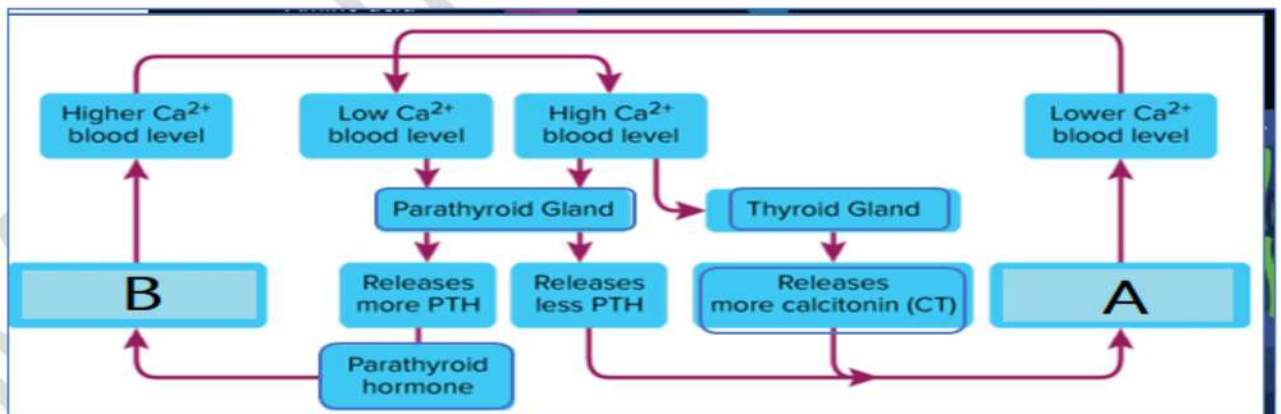 Higher Ca²⁺
blood level
Low Ca²⁺
blood level
High Ca²⁺
blood level
Lower Ca²⁺
blood level
Parathyroid Gland
Thyroid Gland
B
Releases
more PTH
Releases
less PTH
Releases
more calcitonin (CT)
A
Parathyroid
hormone